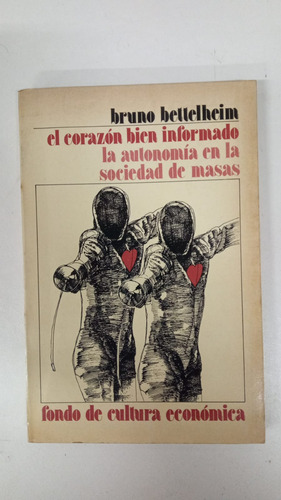 bruno bettelheim
el corazón bien informado
la autonomía en la
sociedad de masas
fondo de cultura económica